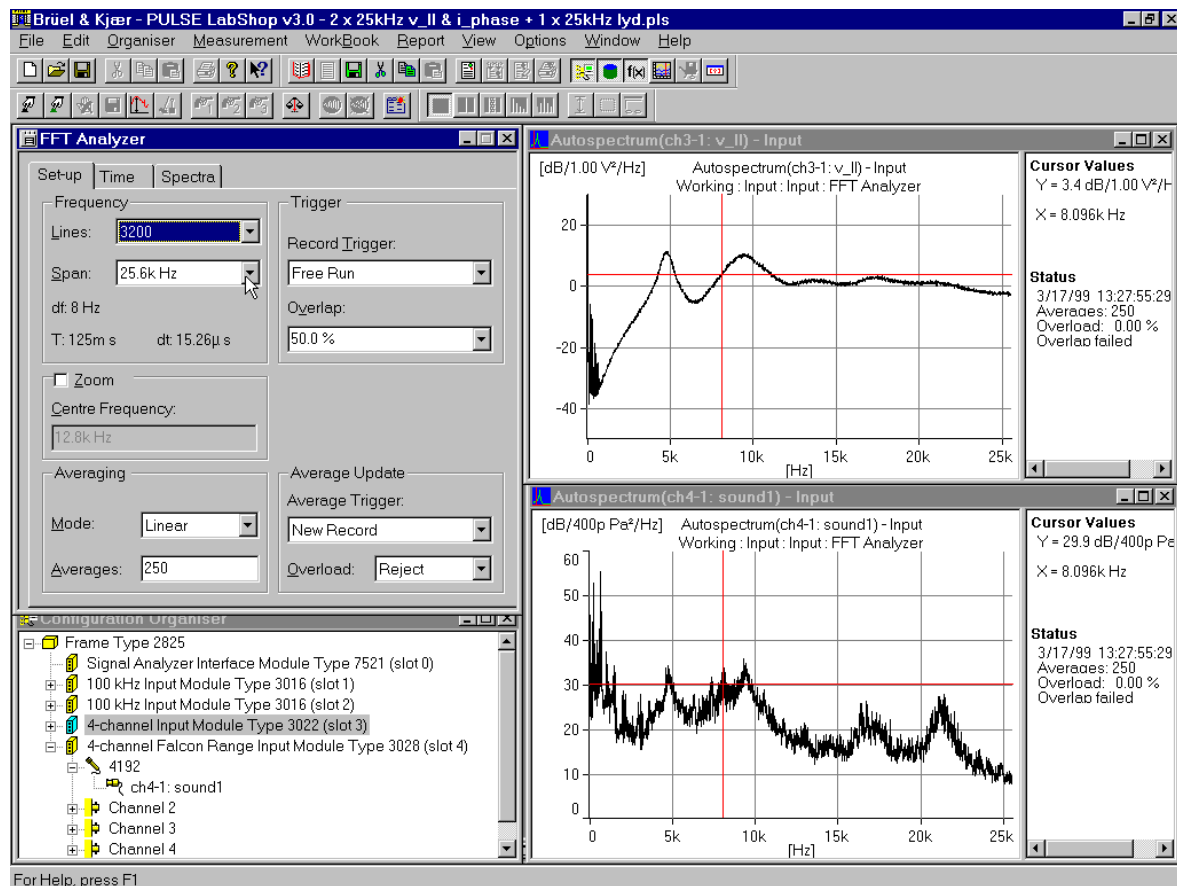 Brüel & Kjær - PULSE LabShop v3.0 - 2 x 25kHz v_II & i_phase + 1 x 25kHz lyd.pls
File Edit Organiser Measurement WorkBook Report View Options Window Help
FFT Analyzer
Set-up Time Spectra
Frequency
Lines: 3200
Span: 25.6k Hz
df: 8 Hz
T: 125m s dt: 15.26µ s
Trigger
Record Trigger:
Free Run
Overlap:
50.0 %
Zoom
Centre Frequency:
12.8k Hz
Averaging
Mode: Linear
Averages: 250
Average Update
Average Trigger:
New Record
Overload: Reject
Configuration Organiser
Frame Type 2825
Signal Analyzer Interface Module Type 7521 (slot 0)
100 kHz Input Module Type 3016 (slot 1)
100 kHz Input Module Type 3016 (slot 2)
4-channel Input Module Type 3022 (slot 3)
4-channel Falcon Range Input Module Type 3028 (slot 4)
4192
ch4-1: sound1
Channel 2
Channel 3
Channel 4
Autospectrum(ch3-1: v_II) - Input
[dB/1.00 V²/Hz] Autospectrum(ch3-1: v_II) - Input
Working : Input : Input : FFT Analyzer
20
0
-20
-40
0 5k 10k 15k 20k 25k
[Hz]
Cursor Values
Y = 3.4 dB/1.00 V²/H
X = 8.096k Hz
Status
3/17/99 13:27:55:29
Averages: 250
Overload: 0.00 %
Overlap failed
Autospectrum(ch4-1: sound1) - Input
[dB/400p Pa²/Hz] Autospectrum(ch4-1: sound1) - Input
Working : Input : Input : FFT Analyzer
60
50
40
30
20
10
0
0 5k 10k 15k 20k 25k
[Hz]
Cursor Values
Y = 29.9 dB/400p Pa
X = 8.096k Hz
Status
3/17/99 13:27:55:29
Averages: 250
Overload: 0.00 %
Overlap failed
For Help, press F1